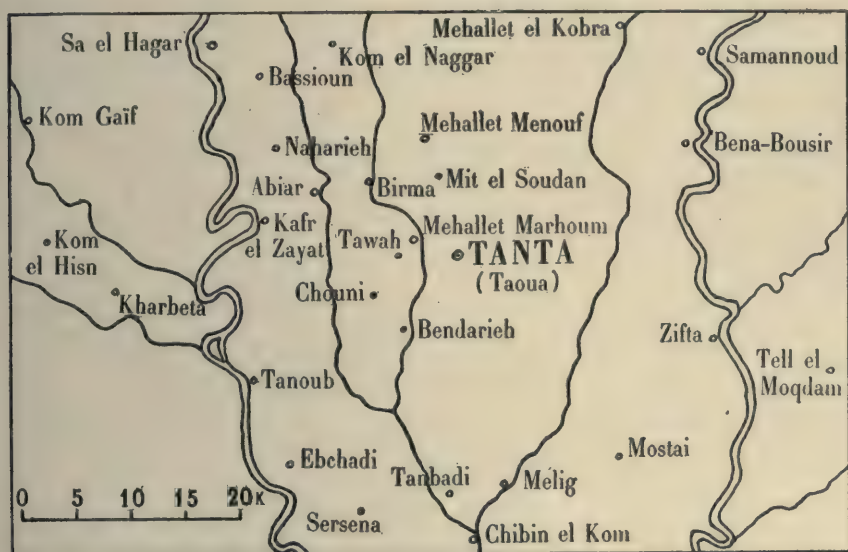 Mehallet el Kobra
Sa el Hagar
Kom el Naggar
Samannoud
Bassioun
Kom Gaïf
Mehallet Menouf
Naharieh
Bena-Bousir
Abiar
Birma
Mit el Soudan
Kafr
el Zayat
Mehallet Marhoum
Tawah
TANTA
(Taoua)
Kom
el Hisn
Kharbeta
Chouni
Bendarieh
Zifta
Tell el
Moqdam
Tanoub
Mostai
Ebchadi
Tanbadi
Mélig
0 5 10 15 20K
Sersena
Chibin el Kom